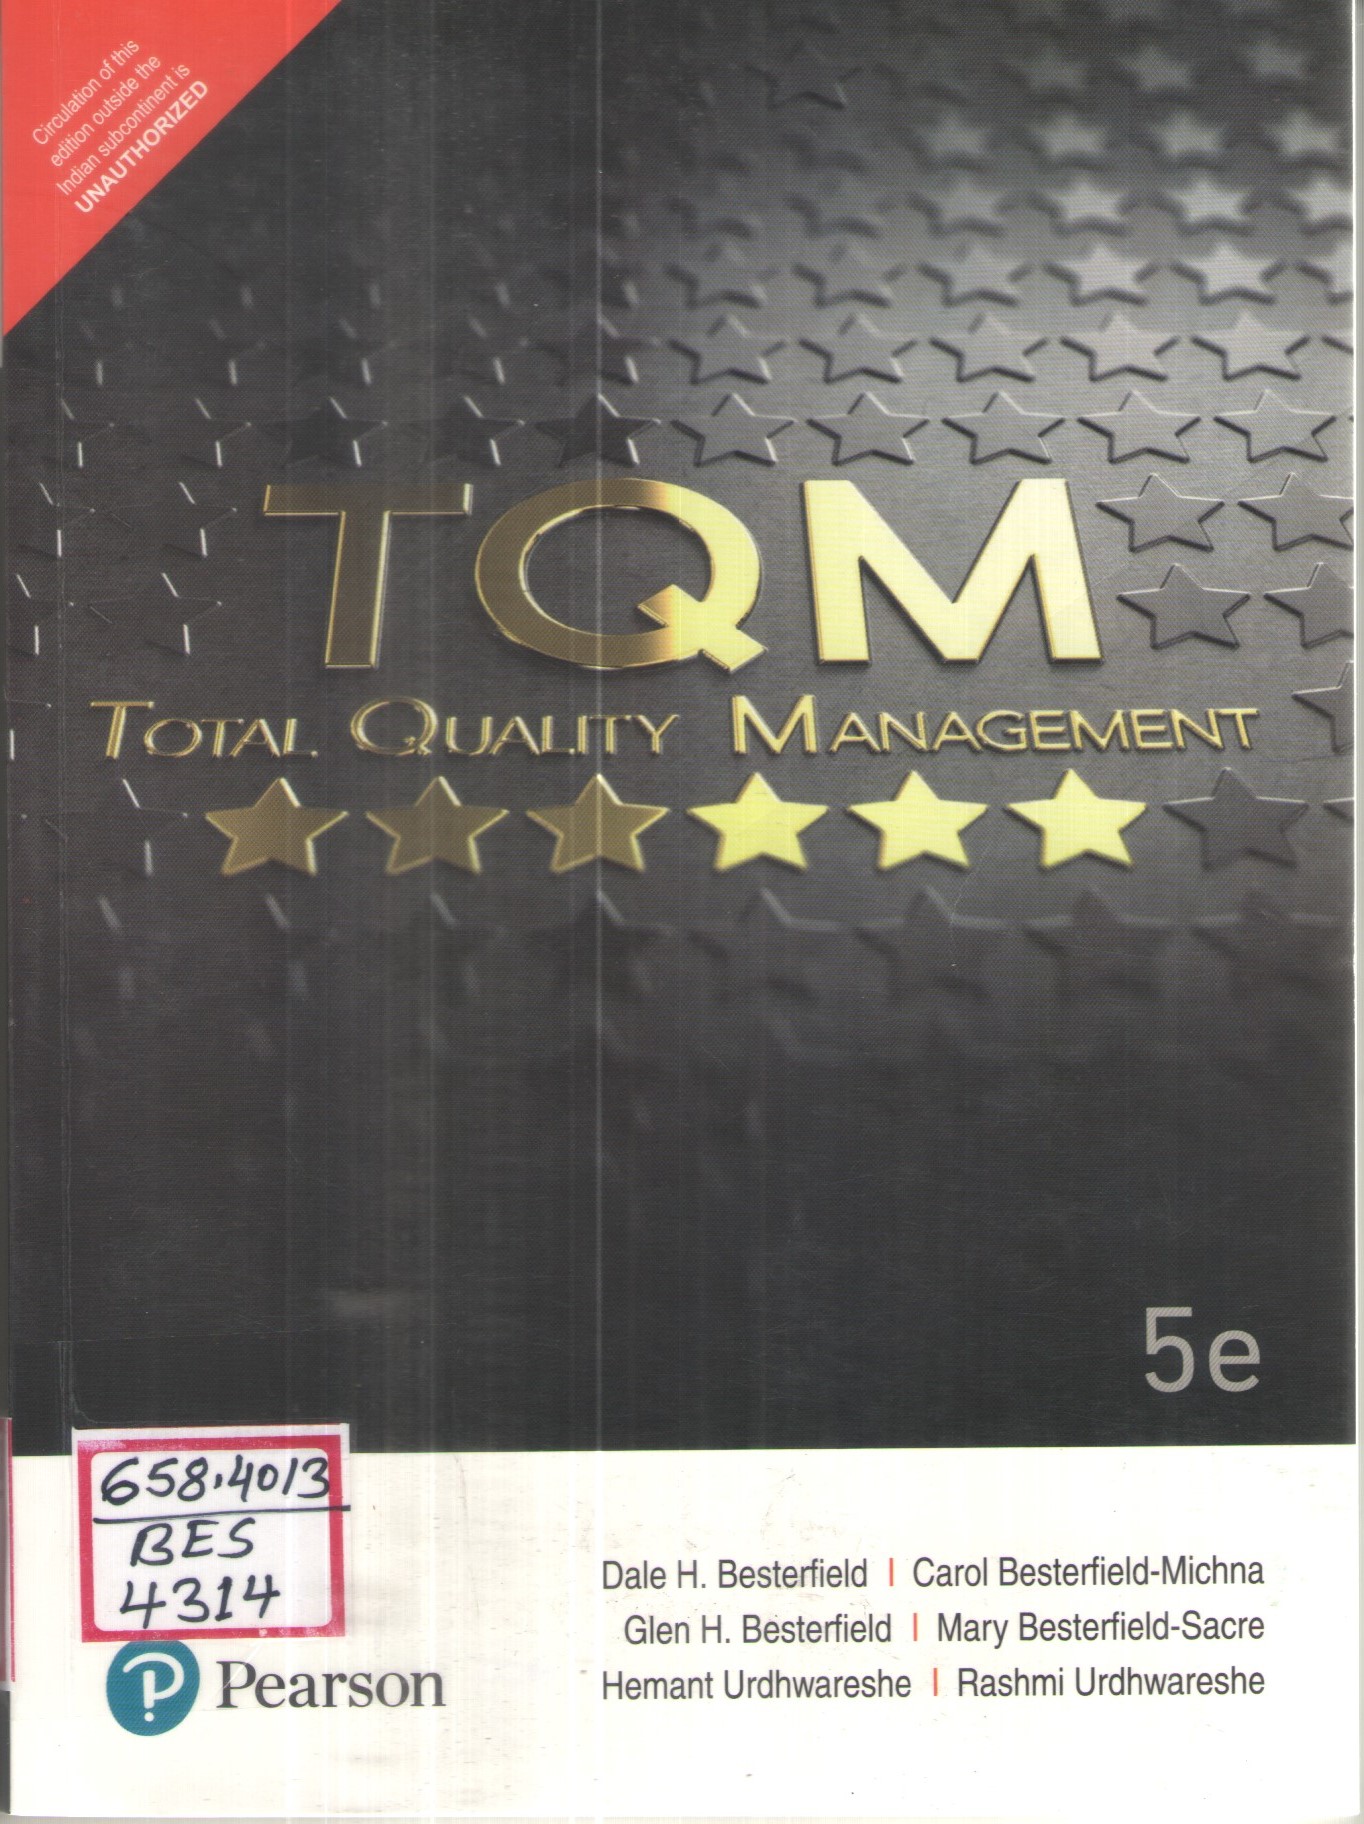 Circulation of this
edition outside the
Indian subcontinent is
UNAUTHORIZED
TQM
TOTAL QUALITY MANAGEMENT
5e
658.4013
BES
4314
Dale H. Besterfield | Carol Besterfield-Michna
Glen H. Besterfield | Mary Besterfield-Sacre
Hemant Urdhwareshe | Rashmi Urdhwareshe
Pearson